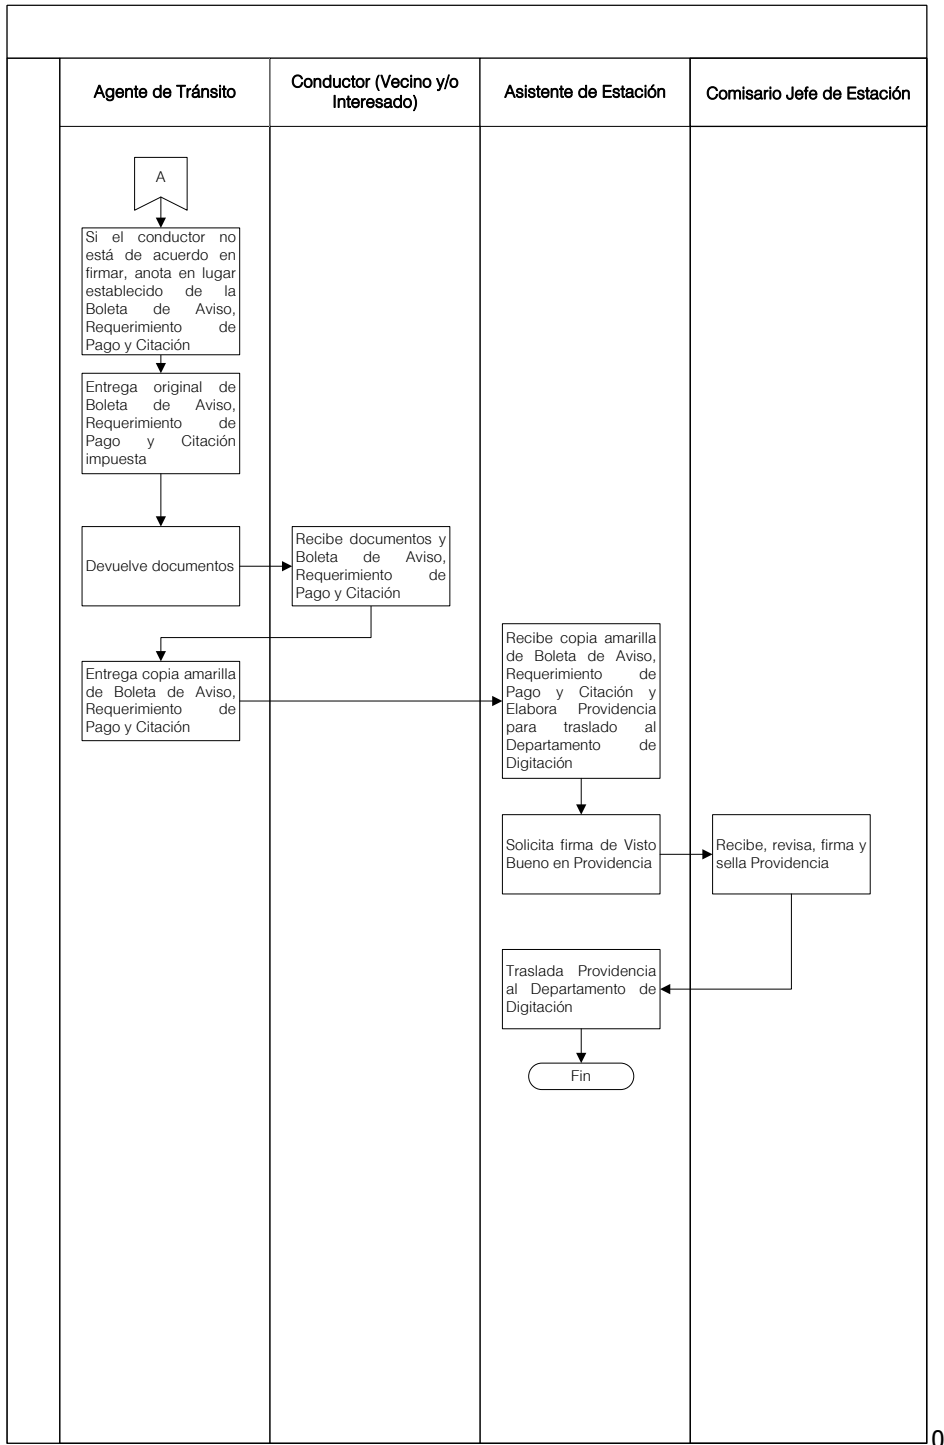 Agente de Tránsito
Conductor (Vecino y/o
Interesado)
Asistente de Estación
Comisario Jefe de Estación
A
Si el conductor no
está de acuerdo en
firmar, anota en lugar
establecido de la
Boleta de Aviso,
Requerimiento de
Pago y Citación
Entrega original de
Boleta de Aviso,
Requerimiento de
Pago y Citación
impuesta
Devuelve documentos
Recibe documentos y
Boleta de Aviso,
Requerimiento de
Pago y Citación
Entrega copia amarilla
de Boleta de Aviso,
Requerimiento de
Pago y Citación
Recibe copia amarilla
de Boleta de Aviso,
Requerimiento de
Pago y Citación y
Elabora Providencia
para traslado al
Departamento de
Digitación
Solicita firma de Visto
Bueno en Providencia
Recibe, revisa, firma y
sella Providencia
Traslada Providencia
al Departamento de
Digitación
Fin
0